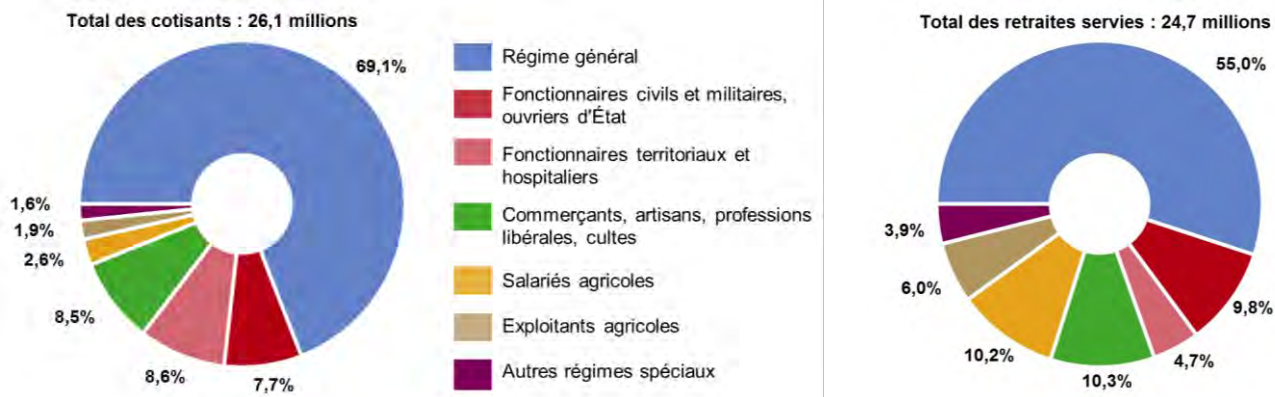 Total des cotisants : 26,1 millions
69,1%
1,6%
1,9%
2,6%
8,5%
8,6%
7,7%
Régime général
Fonctionnaires civils et militaires,
ouvriers d'État
Fonctionnaires territoriaux et
hospitaliers
Commerçants, artisans, professions
libérales, cultes
Salariés agricoles
Exploitants agricoles
Autres régimes spéciaux
Total des retraites servies : 24,7 millions
55,0%
3,9%
6,0%
10,2%
10,3%
4,7%
9,8%